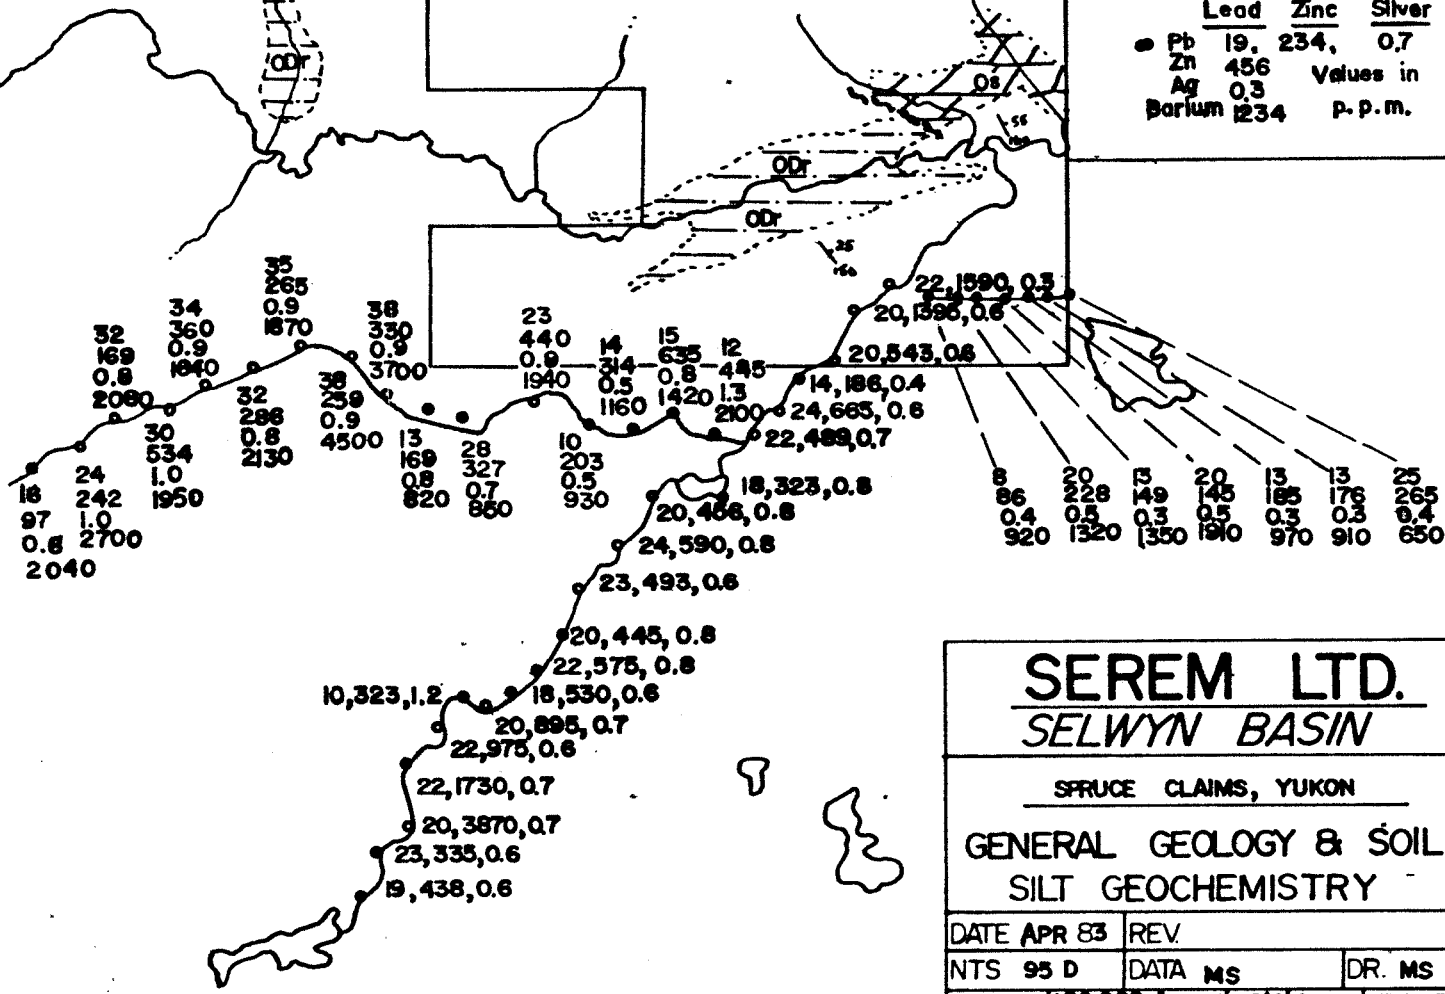 Lead Zinc Silver
Pb 19, 234, 0.7
Zn 456 Values in
Ag 0.3
Barium 1234 p.p.m.
ODr
Os
55
ODr
ODr
25
150
35
265
0.9
1870
34
360
0.9
1840
32
169
0.8
2080
38
330
0.9
3700
23
440
0.9
1940
14
314
0.5
1160
15
635
0.8
1420
12
445
1.3
2100
22, 1590, 0.5
20, 1395, 0.6
20, 543, 0.6
14, 186, 0.4
24, 665, 0.6
22, 489, 0.7
18, 323, 0.8
20, 456, 0.8
24, 590, 0.8
23, 493, 0.6
20, 445, 0.8
22, 575, 0.8
18, 530, 0.6
10, 323, 1.2
20, 895, 0.7
22, 975, 0.6
22, 1730, 0.7
20, 3870, 0.7
23, 335, 0.6
19, 438, 0.6
16
97
0.6
2040
24
242
1.0
2700
30
534
1.0
1950
32
286
0.8
2130
38
259
0.9
4500
13
169
0.8
820
28
327
0.7
850
10
203
0.5
930
8
86
0.4
920
20
228
0.5
1320
13
149
0.3
1350
20
145
0.5
1910
13
185
0.3
970
13
176
0.3
910
25
265
0.4
650
SEREM LTD.
SELWYN BASIN
SPRUCE CLAIMS, YUKON
GENERAL GEOLOGY & SOIL
SILT GEOCHEMISTRY
DATE APR 83 REV.
NTS 95 D DATA MS DR. MS